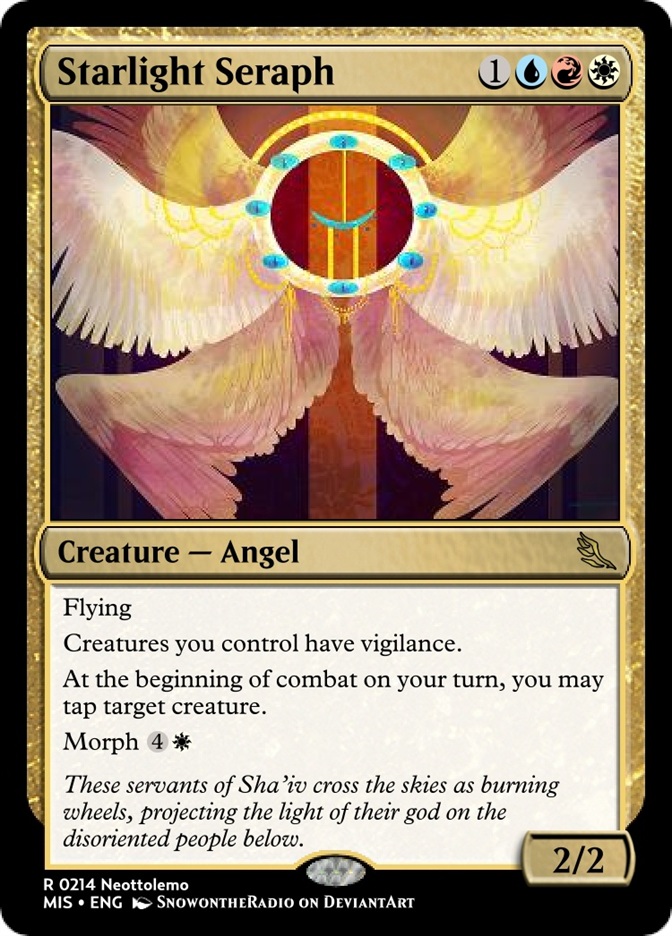 Starlight Seraph 1
Creature — Angel
Flying
Creatures you control have vigilance.
At the beginning of combat on your turn, you may
tap target creature.
Morph 4
These servants of Sha'iv cross the skies as burning
wheels, projecting the light of their god on the
disoriented people below.
2/2
R 0214 Neottolemo
MIS • ENG SnowontheRadio on DeviantArt